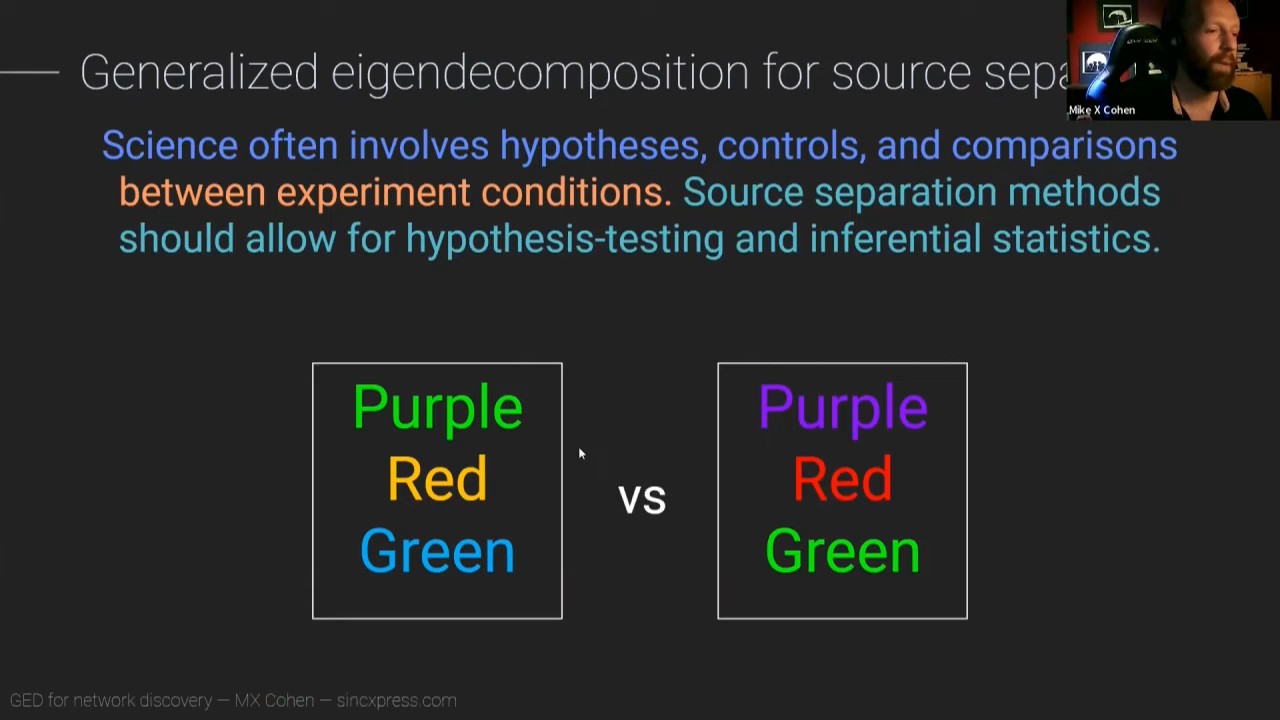 Generalized eigendecomposition for source sepa
Mike X Cohen
Science often involves hypotheses, controls, and comparisons
between experiment conditions. Source separation methods
should allow for hypothesis-testing and inferential statistics.
Purple
Red
Green
vs
Purple
Red
Green
GED for network discovery — MX Cohen — sincxpress.com